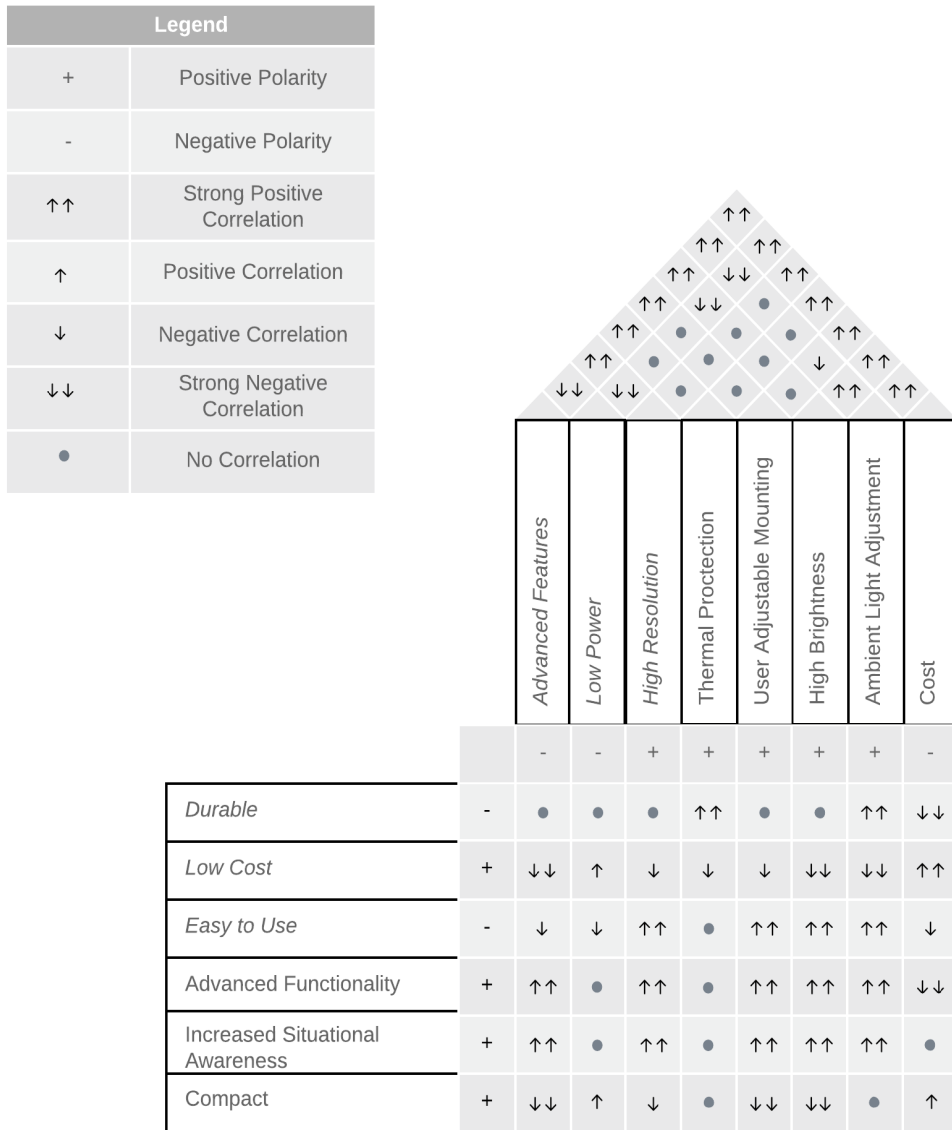 Legend
+ Positive Polarity
- Negative Polarity
↑↑ Strong Positive
Correlation
↑ Positive Correlation
↓ Negative Correlation
↓↓ Strong Negative
Correlation
● No Correlation
↑↑
↑↑ ↑↑
↑↑ ↓↓ ↑↑
↑↑ ↓↓ ● ↑↑
↑↑ ● ● ● ↑↑
↑↑ ● ● ● ↓ ↑↑
↓↓ ↓↓ ● ● ● ↑↑ ↑↑
Advanced Features
Low Power
High Resolution
Thermal Proctection
User Adjustable Mounting
High Brightness
Ambient Light Adjustment
Cost
- - + + + + + -
Durable - ● ● ● ↑↑ ● ● ↑↑ ↓↓
Low Cost + ↓↓ ↑ ↓ ↓ ↓ ↓↓ ↓↓ ↑↑
Easy to Use - ↓ ↓ ↑↑ ● ↑↑ ↑↑ ↑↑ ↓
Advanced Functionality + ↑↑ ● ↑↑ ● ↑↑ ↑↑ ↑↑ ↓↓
Increased Situational
Awareness + ↑↑ ● ↑↑ ● ↑↑ ↑↑ ↑↑ ●
Compact + ↓↓ ↑ ↓ ● ↓↓ ↓↓ ● ↑